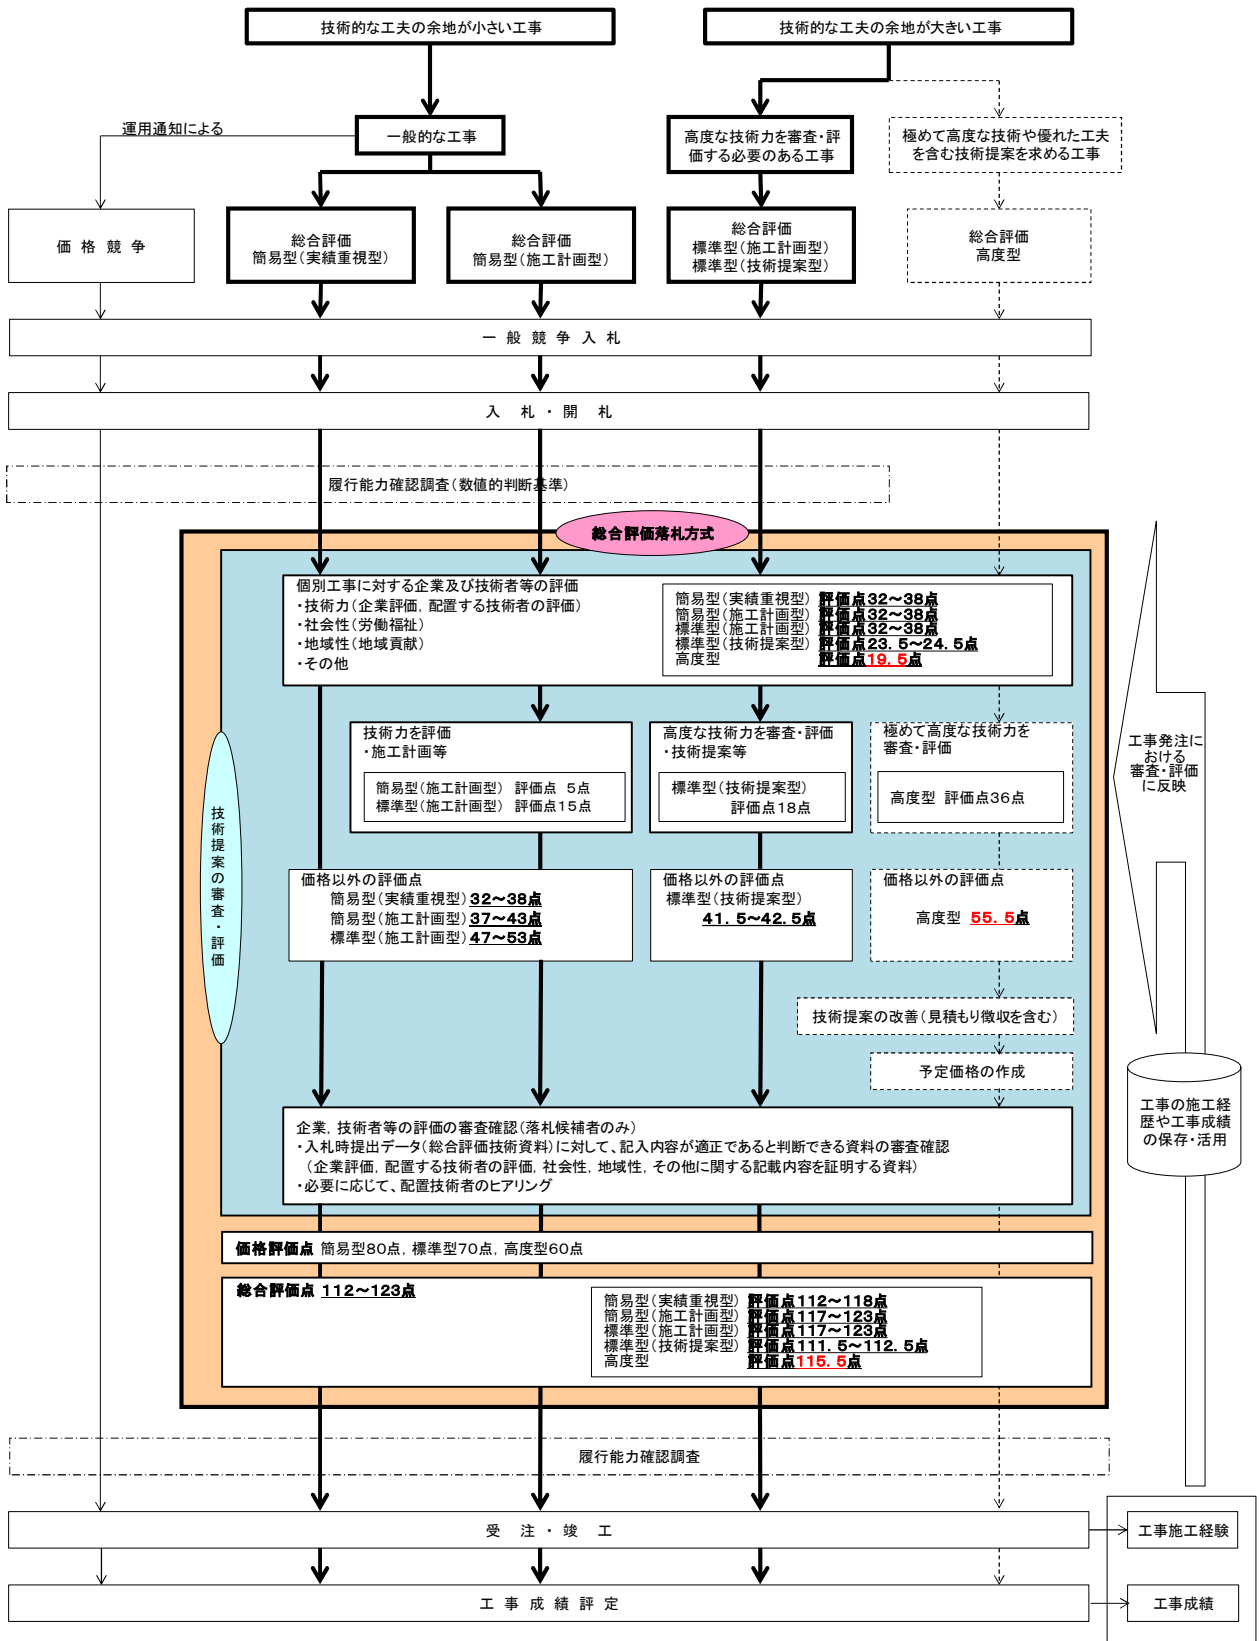 技術的な工夫の余地が小さい工事
技術的な工夫の余地が大きい工事
運用通知による
一般的な工事
高度な技術力を審査・評
価する必要のある工事
極めて高度な技術や優れた工夫
を含む技術提案を求める工事
価 格 競 争
総合評価
簡易型(実績重視型)
総合評価
簡易型(施工計画型)
総合評価
標準型(施工計画型)
標準型(技術提案型)
総合評価
高度型
一 般 競 争 入 札
入 札 ・ 開 札
履行能力確認調査(数値的判断基準)
総合評価落札方式
個別工事に対する企業及び技術者等の評価
・技術力(企業評価, 配置する技術者の評価)
・社会性(労働福祉)
・地域性(地域貢献)
・その他
簡易型(実績重視型) 評価点32～38点
簡易型(施工計画型) 評価点32～38点
標準型(施工計画型) 評価点32～38点
標準型(技術提案型) 評価点23.5～24.5点
高度型 評価点19.5点
技術力を評価
・施工計画等
簡易型(施工計画型) 評価点 5点
標準型(施工計画型) 評価点15点
高度な技術力を審査・評価
・技術提案等
標準型(技術提案型)
評価点18点
極めて高度な技術力を
審査・評価
高度型 評価点36点
工事発注に
おける
審査・評価
に反映
技術提案の審査・評価
価格以外の評価点
簡易型(実績重視型) 32～38点
簡易型(施工計画型) 37～43点
標準型(施工計画型) 47～53点
価格以外の評価点
標準型(技術提案型)
41.5～42.5点
価格以外の評価点
高度型 55.5点
技術提案の改善(見積もり徴収を含む)
予定価格の作成
工事の施工経
歴や工事成績
の保存・活用
企業, 技術者等の評価の審査確認(落札候補者のみ)
・入札時提出データ(総合評価技術資料)に対して、記入内容が適正であると判断できる資料の審査確認
(企業評価, 配置する技術者の評価, 社会性, 地域性, その他に関する記載内容を証明する資料)
・必要に応じて、配置技術者のヒアリング
価格評価点 簡易型80点, 標準型70点, 高度型60点
総合評価点 112～123点
簡易型(実績重視型) 評価点112～118点
簡易型(施工計画型) 評価点117～123点
標準型(施工計画型) 評価点117～123点
標準型(技術提案型) 評価点111.5～112.5点
高度型 評価点115.5点
履行能力確認調査
受 注 ・ 竣 工
工事施工経験
工 事 成 績 評 定
工事成績